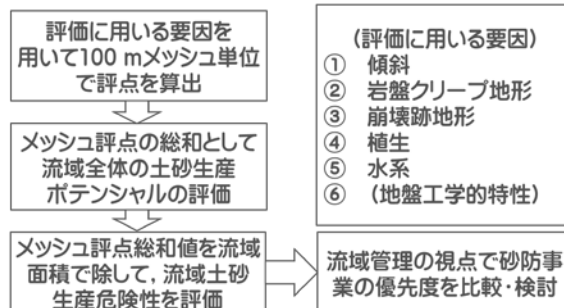 評価に用いる要因を
用いて100 mメッシュ単位
で評点を算出
メッシュ評点の総和として
流域全体の土砂生産
ポテンシャルの評価
メッシュ評点総和値を流域
面積で除して，流域土砂
生産危険性を評価
(評価に用いる要因)
① 傾斜
② 岩盤クリープ地形
③ 崩壊跡地形
④ 植生
⑤ 水系
⑥ (地盤工学的特性)
流域管理の視点で砂防事
業の優先度を比較・検討